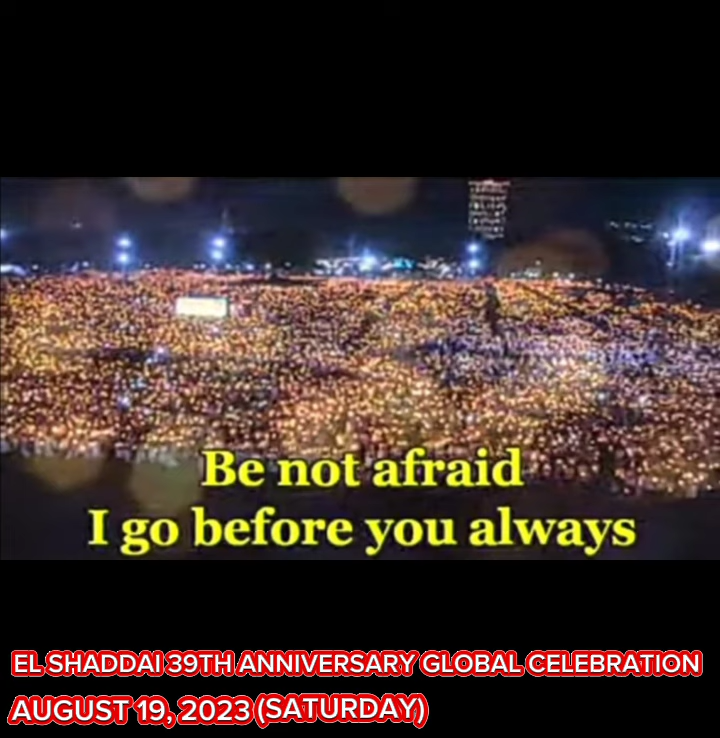 Be not afraid
I go before you always
EL SHADDAI 39TH ANNIVERSARY GLOBAL CELEBRATION
AUGUST 19, 2023 (SATURDAY)